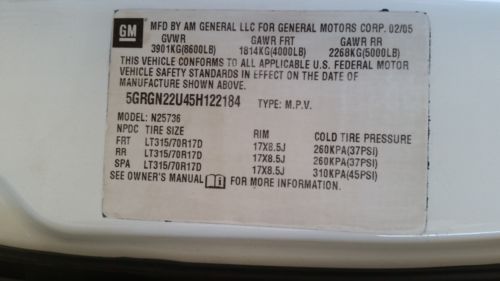 GM
MFD BY AM GENERAL LLC FOR GENERAL MOTORS CORP. 02/05
GVWR GAWR FRT GAWR RR
3901KG(8600LB) 1814KG(4000LB) 2268KG(5000LB)
THIS VEHICLE CONFORMS TO ALL APPLICABLE U.S. FEDERAL MOTOR
VEHICLE SAFETY STANDARDS IN EFFECT ON THE DATE OF
MANUFACTURE SHOWN ABOVE.
5GRGN22U45H122184 TYPE: M.P.V.
MODEL: N25736
NPDC TIRE SIZE RIM COLD TIRE PRESSURE
FRT LT315/70R17D 17X8.5J 260KPA(37PSI)
RR LT315/70R17D 17X8.5J 260KPA(37PSI)
SPA LT315/70R17D 17X8.5J 310KPA(45PSI)
SEE OWNER'S MANUAL FOR MORE INFORMATION.